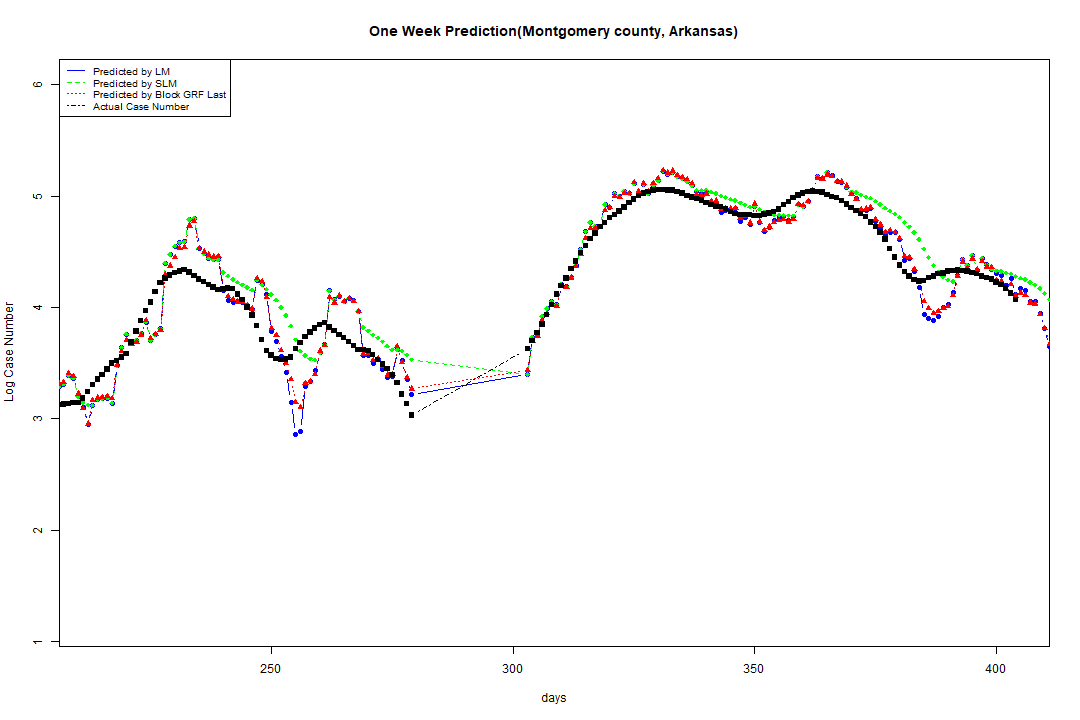 One Week Prediction(Montgomery county, Arkansas)
Predicted by LM
Predicted by SLM
Predicted by Block GRF Last
Actual Case Number
6
5
4
3
2
1
Log Case Number
250 300 350 400
days